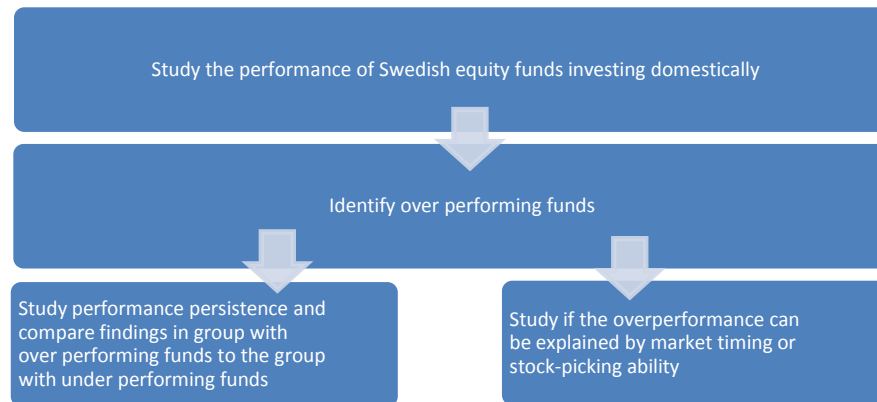 Study the performance of Swedish equity funds investing domestically
Identify over performing funds
Study performance persistence and
compare findings in group with
over performing funds to the group
with under performing funds
Study if the overperformance can
be explained by market timing or
stock-picking ability